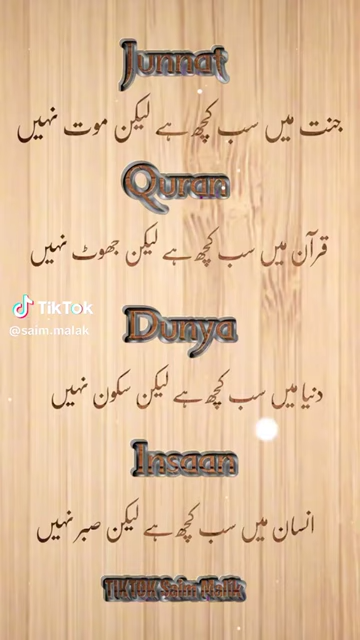 Junnat
جنت میں سب کچھ ہے لیکن موت نہیں
Quran
قرآن میں سب کچھ ہے لیکن جھوٹ نہیں
TikTok
@saim.malak
Dunya
دنیا میں سب کچھ ہے لیکن سکون نہیں
Insaan
انسان میں سب کچھ ہے لیکن صبر نہیں
TIKTOK Saim Malik